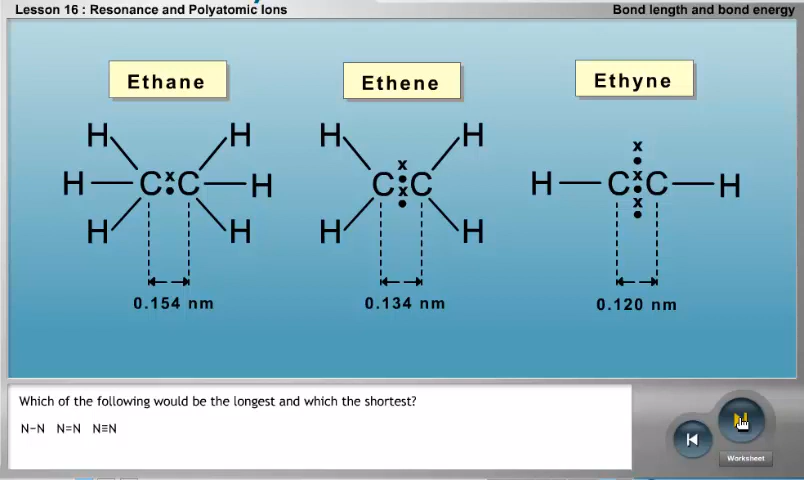 Lesson 16 : Resonance and Polyatomic Ions
Bond length and bond energy
Ethane
Ethene
Ethyne
H H H H
x
H C C H H C C H H C C H
H H H H
0.154 nm
0.134 nm
0.120 nm
Which of the following would be the longest and which the shortest?
N–N N=N N≡N
Worksheet